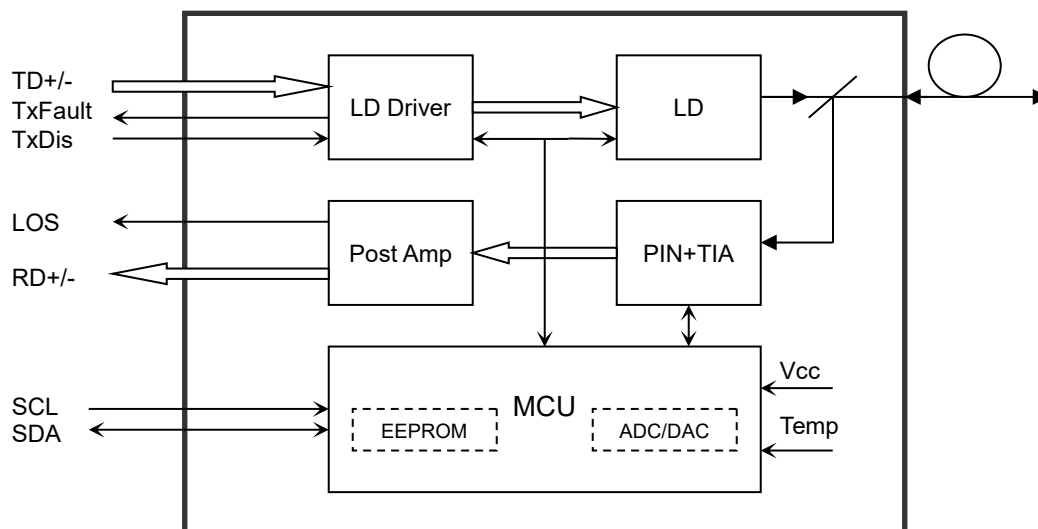 TD+/-
TxFault
TxDis
LD Driver
LD
LOS
RD+/-
Post Amp
PIN+TIA
SCL
SDA
MCU
EEPROM
ADC/DAC
Vcc
Temp